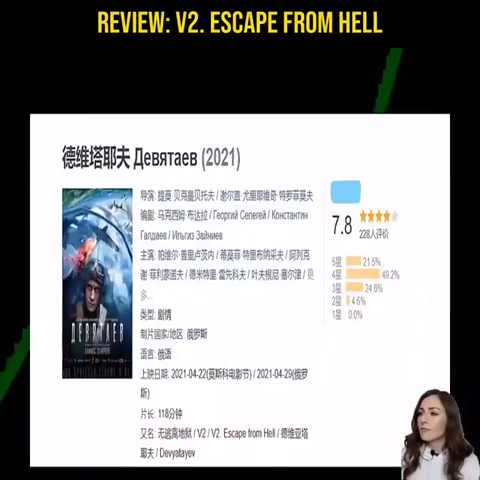 REVIEW: V2. ESCAPE FROM HELL
德维塔耶夫 Девятаев (2021)
导演: 提莫·贝克曼贝托夫 / 谢尔盖·尤里耶维奇·特罗菲莫夫
编剧: 马克西姆·布达拉 / Георгий Селегей / Константин
Галдаев / Ильгиз Зайниев
主演: 帕维尔·普里卢茨内 / 蒂莫菲·特里布纳采夫 / 阿列克
谢·菲利蒙诺夫 / 德米特里·雷先科夫 / 叶夫根尼·塞尔津 / 更
多...
类型: 剧情
制片国家/地区: 俄罗斯
语言: 俄语
上映日期: 2021-04-22(莫斯科电影节) / 2021-04-29(俄罗
斯)
片长: 118分钟
又名: 无逃离地狱 / V2 / V2. Escape from Hell / 德维亚塔
耶夫 / Devyatayev
7.8
228人评价
5星 21.5%
4星 49.2%
3星 24.6%
2星 4.6%
1星 0.0%
ДЕВЯТАЕВ